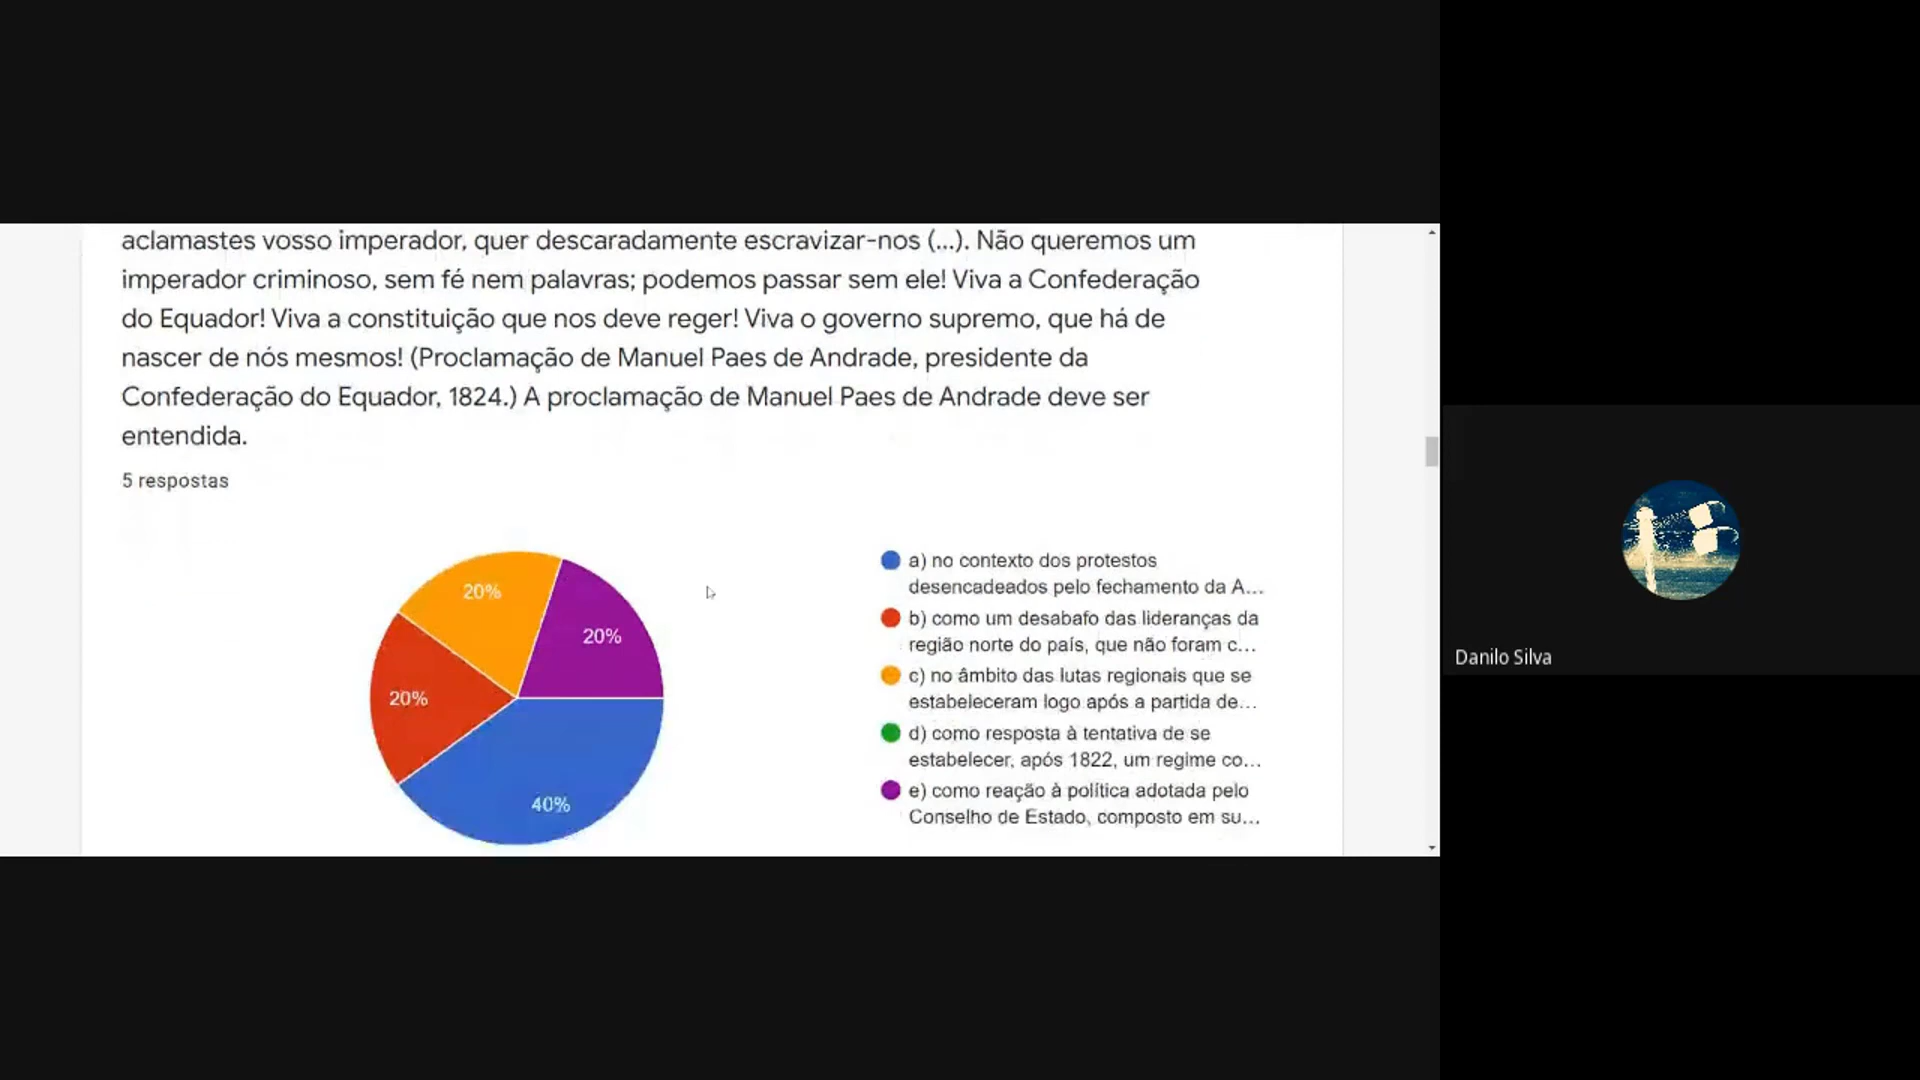 aclamastes vosso imperador, quer descaradamente escravizar-nos (...). Não queremos um
imperador criminoso, sem fé nem palavras; podemos passar sem ele! Viva a Confederação
do Equador! Viva a constituição que nos deve reger! Viva o governo supremo, que há de
nascer de nós mesmos! (Proclamação de Manuel Paes de Andrade, presidente da
Confederação do Equador, 1824.) A proclamação de Manuel Paes de Andrade deve ser
entendida.
5 respostas
20%
20%
20%
40%
a) no contexto dos protestos
desencadeados pelo fechamento da A...
b) como um desabafo das lideranças da
região norte do país, que não foram c...
c) no âmbito das lutas regionais que se
estabeleceram logo após a partida de...
d) como resposta à tentativa de se
estabelecer, após 1822, um regime co...
e) como reação à política adotada pelo
Conselho de Estado, composto em su...
Danilo Silva